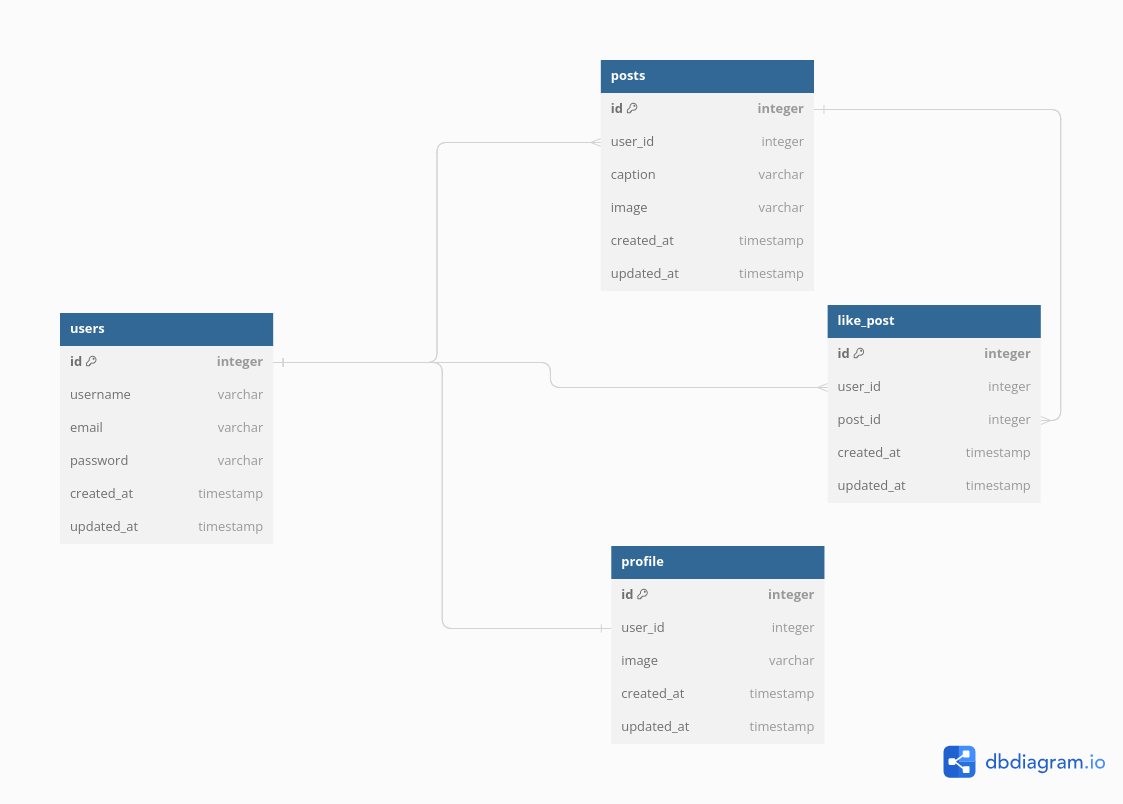 posts
id integer
user_id integer
caption varchar
image varchar
created_at timestamp
updated_at timestamp
users
id integer
username varchar
email varchar
password varchar
created_at timestamp
updated_at timestamp
like_post
id integer
user_id integer
post_id integer
created_at timestamp
updated_at timestamp
profile
id integer
user_id integer
image varchar
created_at timestamp
updated_at timestamp
dbdiagram.io